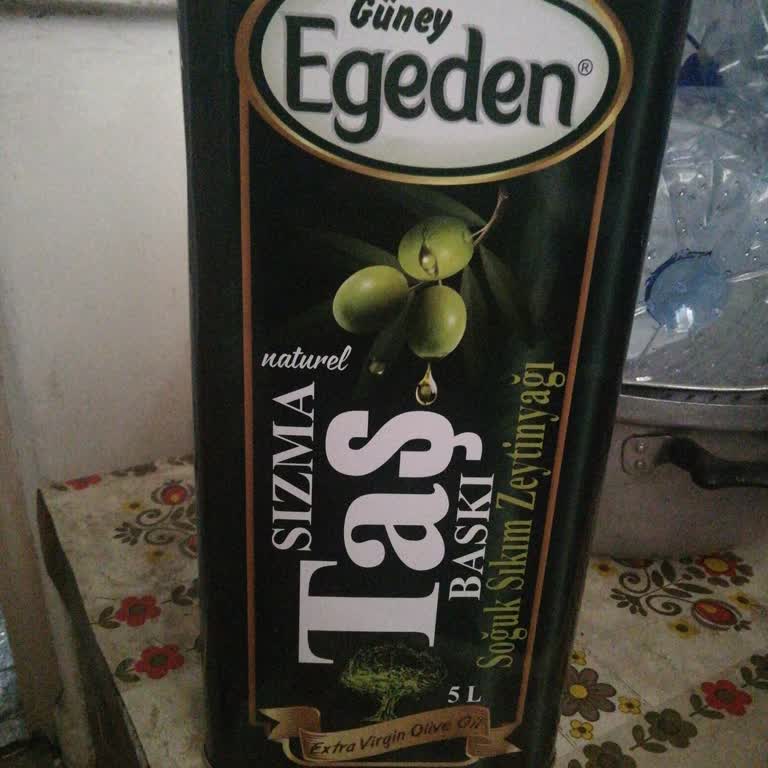 Güney
Egeden®
naturel
SIZMA
Taş
BASKI
Soğuk Sıkım Zeytinyağı
5 L
Extra Virgin Olive Oil